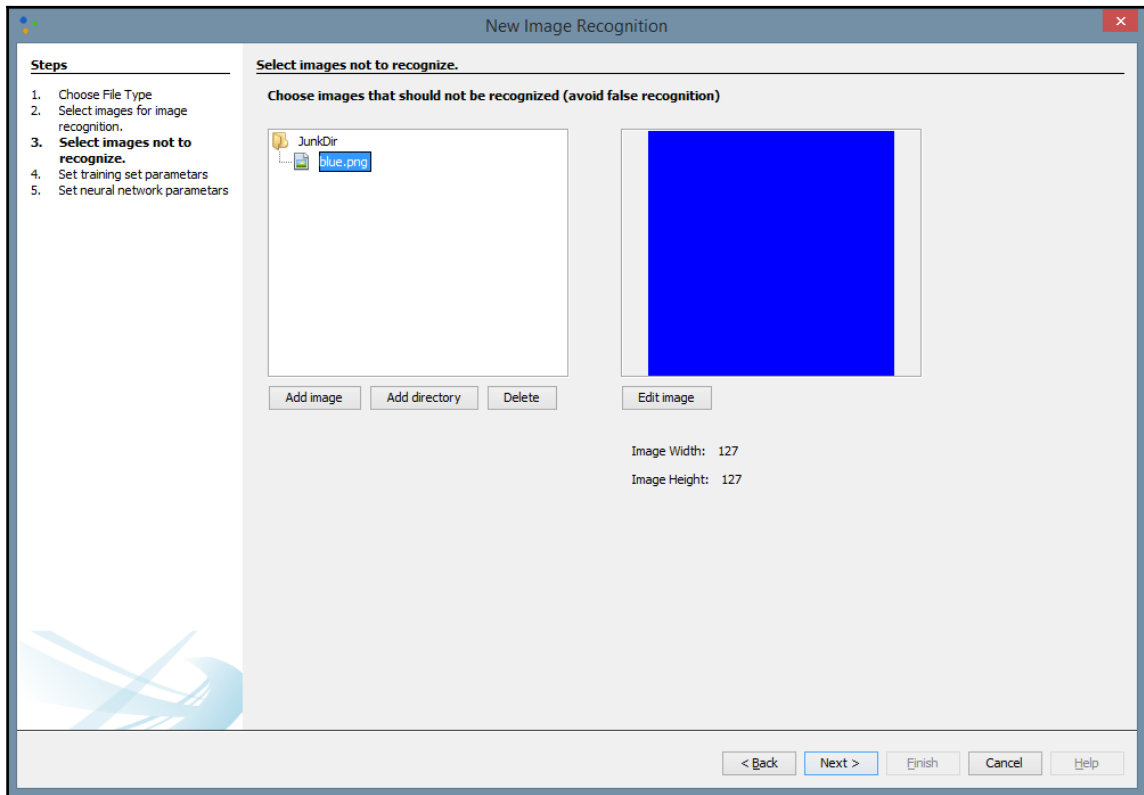 New Image Recognition
Steps
1. Choose File Type
2. Select images for image
recognition.
3. Select images not to
recognize.
4. Set training set parametars
5. Set neural network parametars
Select images not to recognize.
Choose images that should not be recognized (avoid false recognition)
JunkDir
blue.png
Add image Add directory Delete
Edit image
Image Width: 127
Image Height: 127
< Back Next > Finish Cancel Help